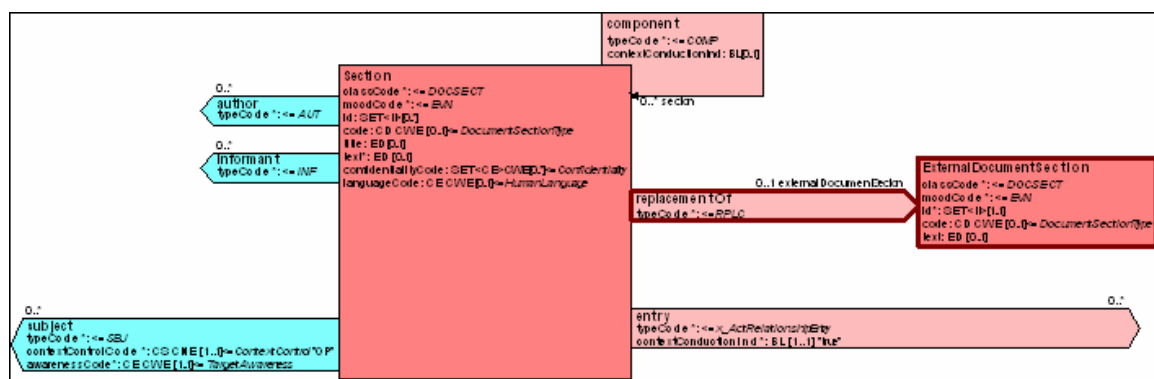 component
typeCode*: <= COMP
contextConductionInd: BL[0..1]
0..* section
Section
classCode*: <= DOCSECT
moodCode*: <= EVN
id: SET<II>[0..*]
code: CD CWE [0..1]<= DocumentSectionType
title: ED[0..1]
text*: ED [0..1]
confidentialityCode: SET<CE>CWE[0..*]<= Confidentiality
languageCode: CE CWE[0..1]<= HumanLanguage
0..*
author
typeCode*: <= AUT
0..*
informant
typeCode*: <= INF
0..1 externalDocumentSection
replacementOf
typeCode*: <=RPLC
ExternalDocumentSection
classCode*: <= DOCSECT
moodCode*: <= EVN
id*: SET<II>[1..*]
code: CD CWE [0..1]<= DocumentSectionType
text: ED [0..1]
0..*
subject
typeCode*: <= SBJ
contextControlCode*: CS CNE [1..1]<= ContextControl "OP"
awarenessCode*: CE CWE [1..1]<= TargetAwareness
0..*
entry
typeCode*: <= x_ActRelationshipEntry
contextConductionInd*: BL [1..1] "true"